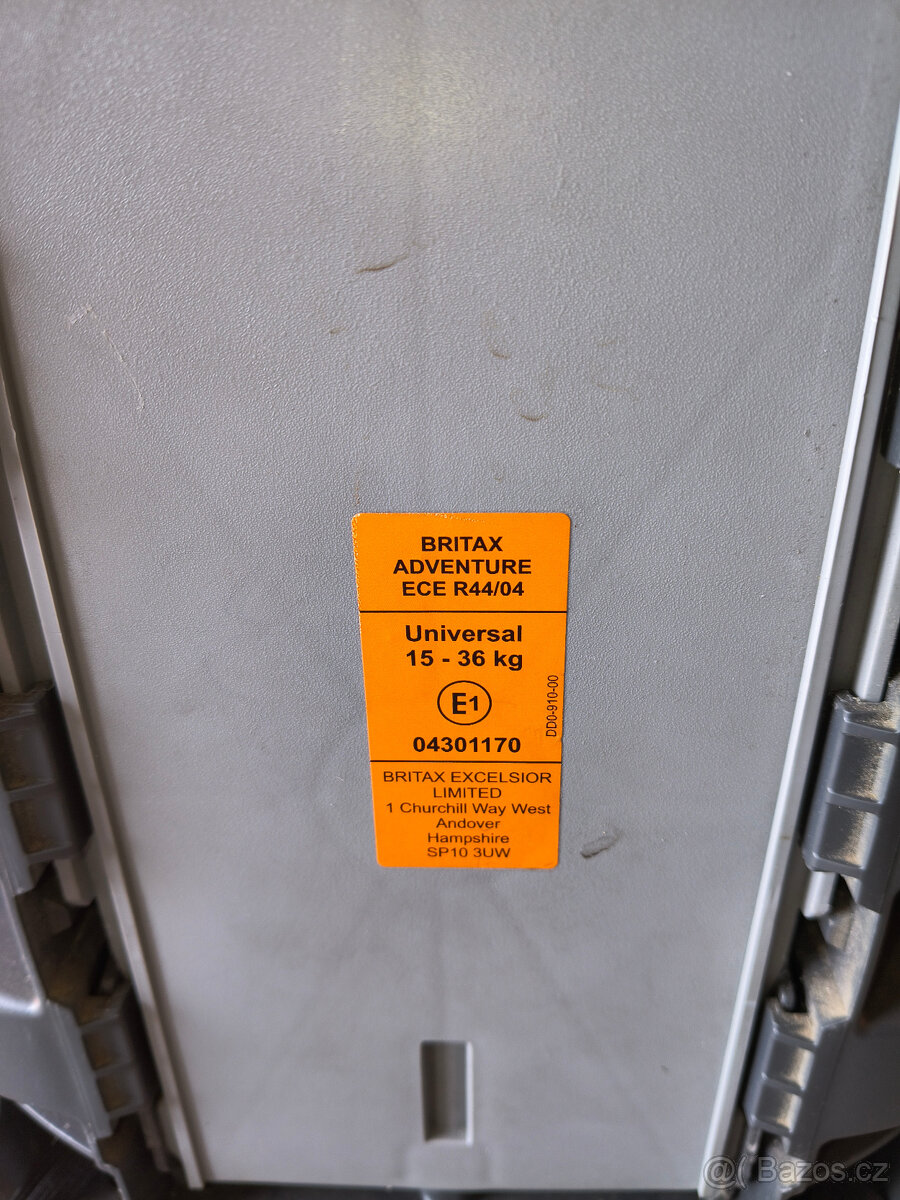 BRITAX
ADVENTURE
ECE R44/04
Universal
15 - 36 kg
E1
04301170
DD0-910-00
BRITAX EXCELSIOR
LIMITED
1 Churchill Way West
Andover
Hampshire
SP10 3UW
@( Bazos.cz